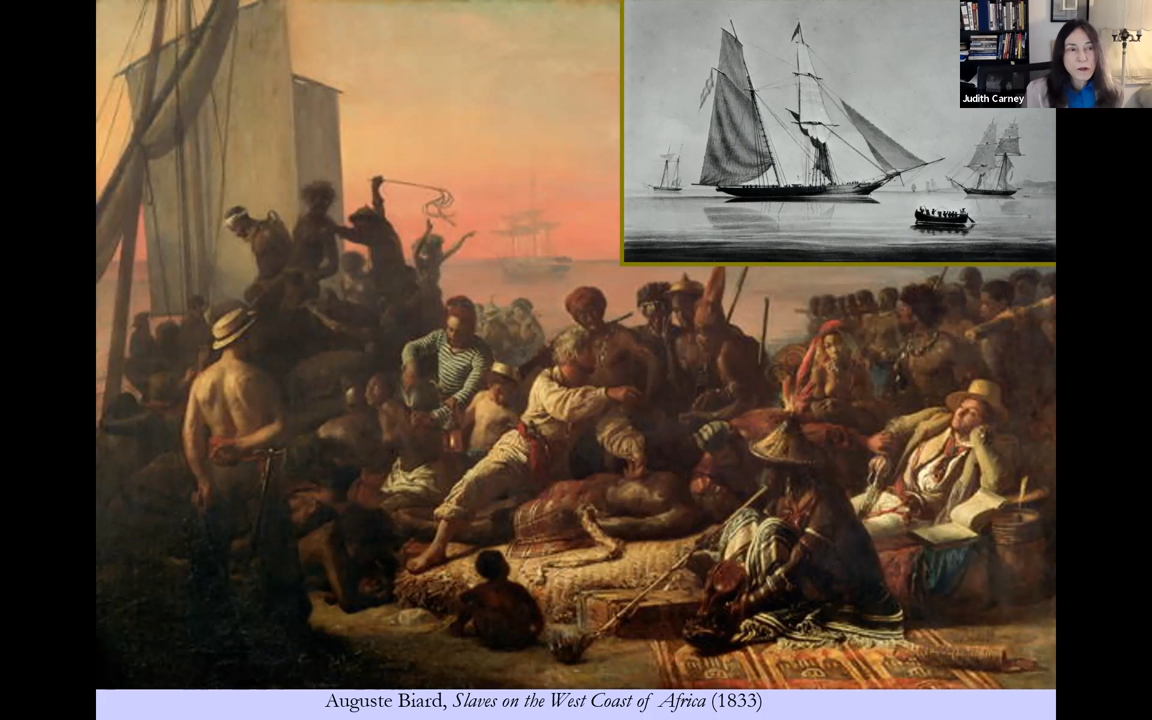 Judith Carney
Auguste Biard, Slaves on the West Coast of Africa (1833)